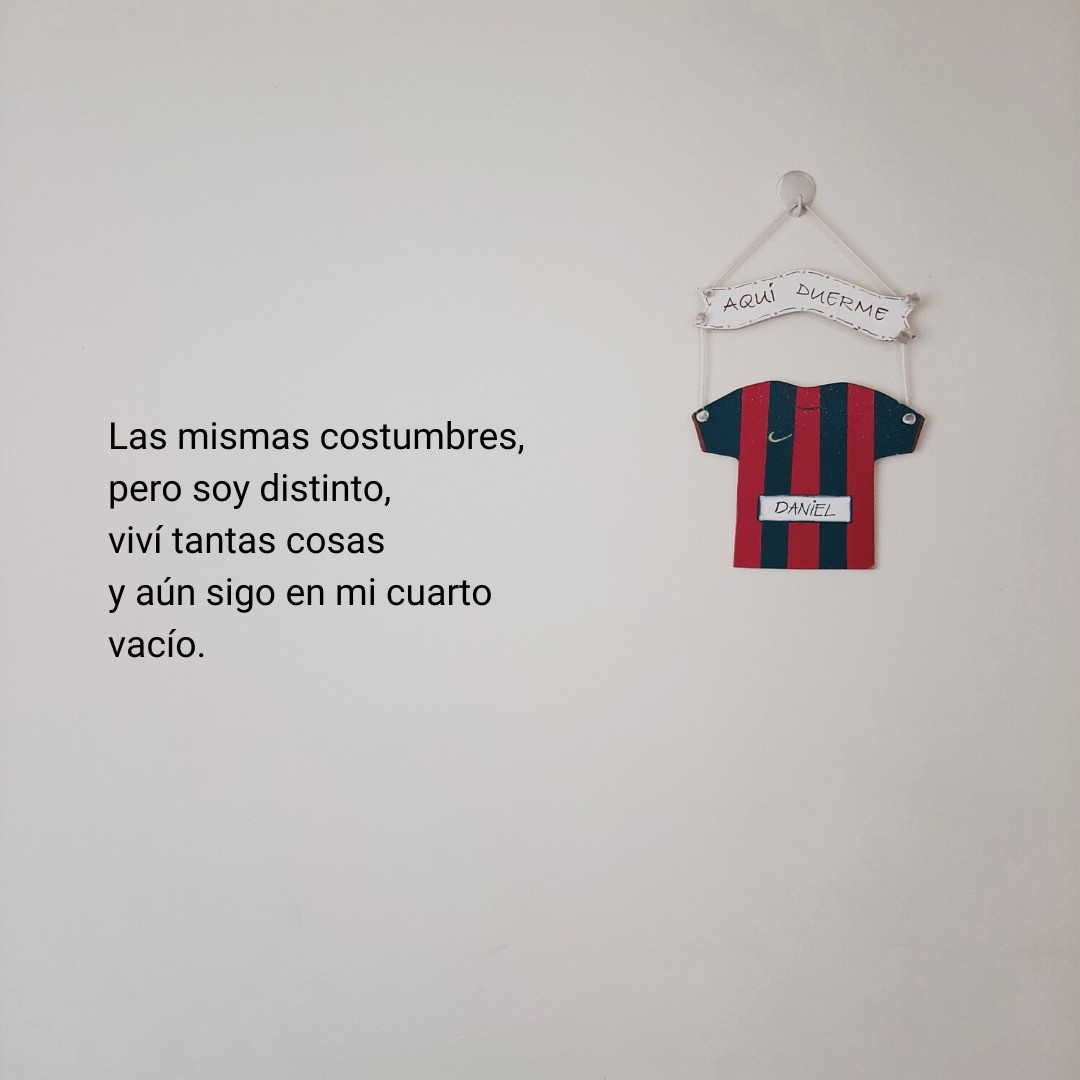 Las mismas costumbres,
pero soy distinto,
viví tantas cosas
y aún sigo en mi cuarto
vacío.
AQUÍ DUERME
DANIEL